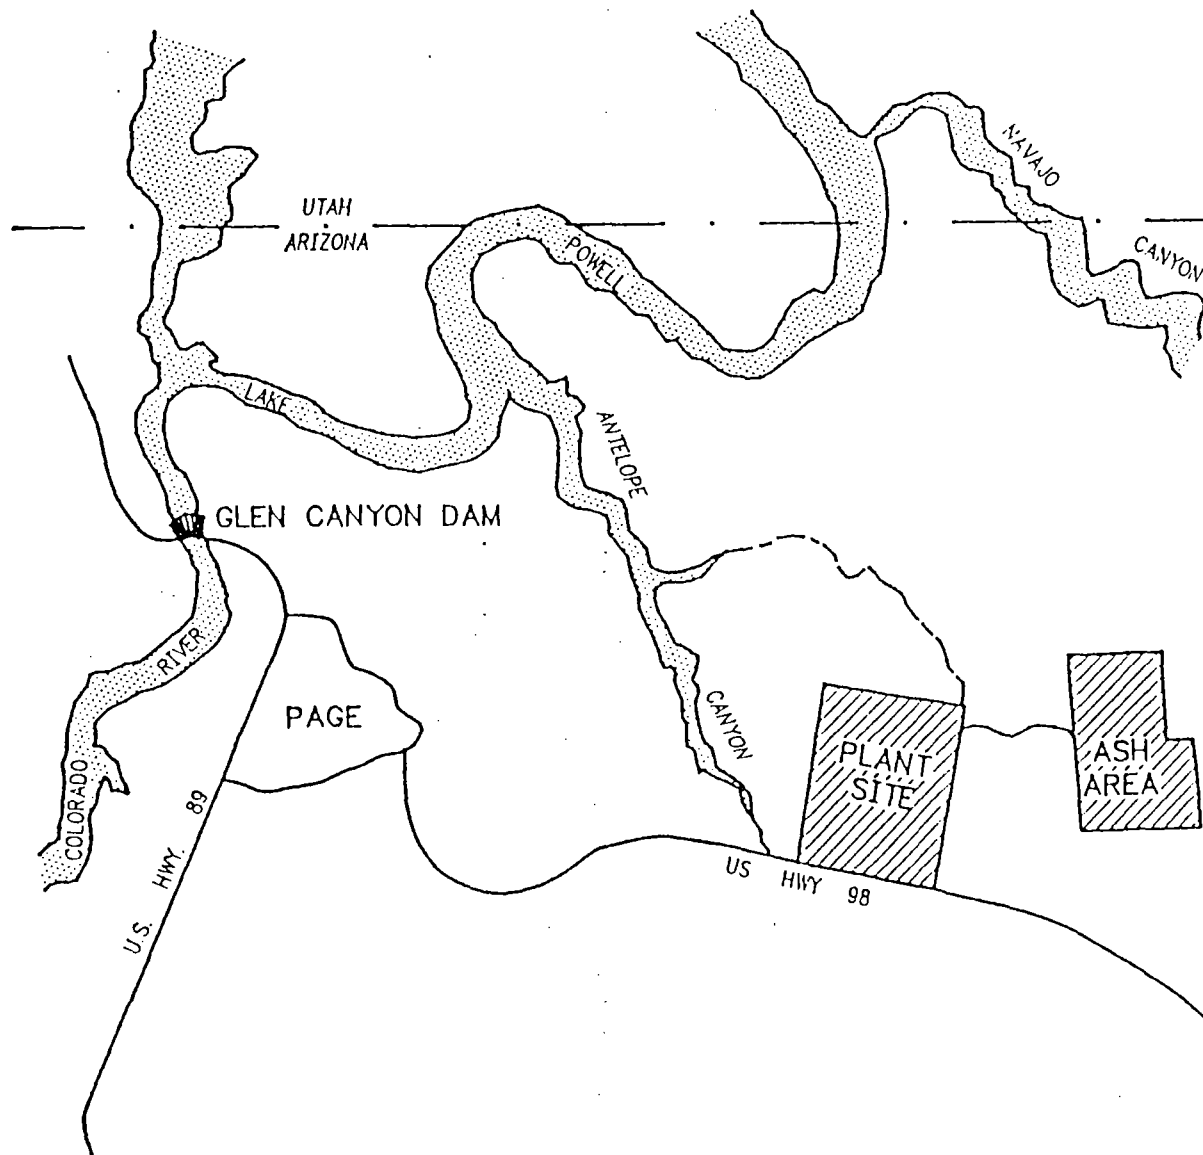 NAVAJO
CANYON
UTAH
ARIZONA
POWELL
LAKE
ANTELOPE
GLEN CANYON DAM
RIVER
CANYON
PAGE
PLANT
SITE
ASH
AREA
COLORADO
U.S. HWY. 89
US HWY 98